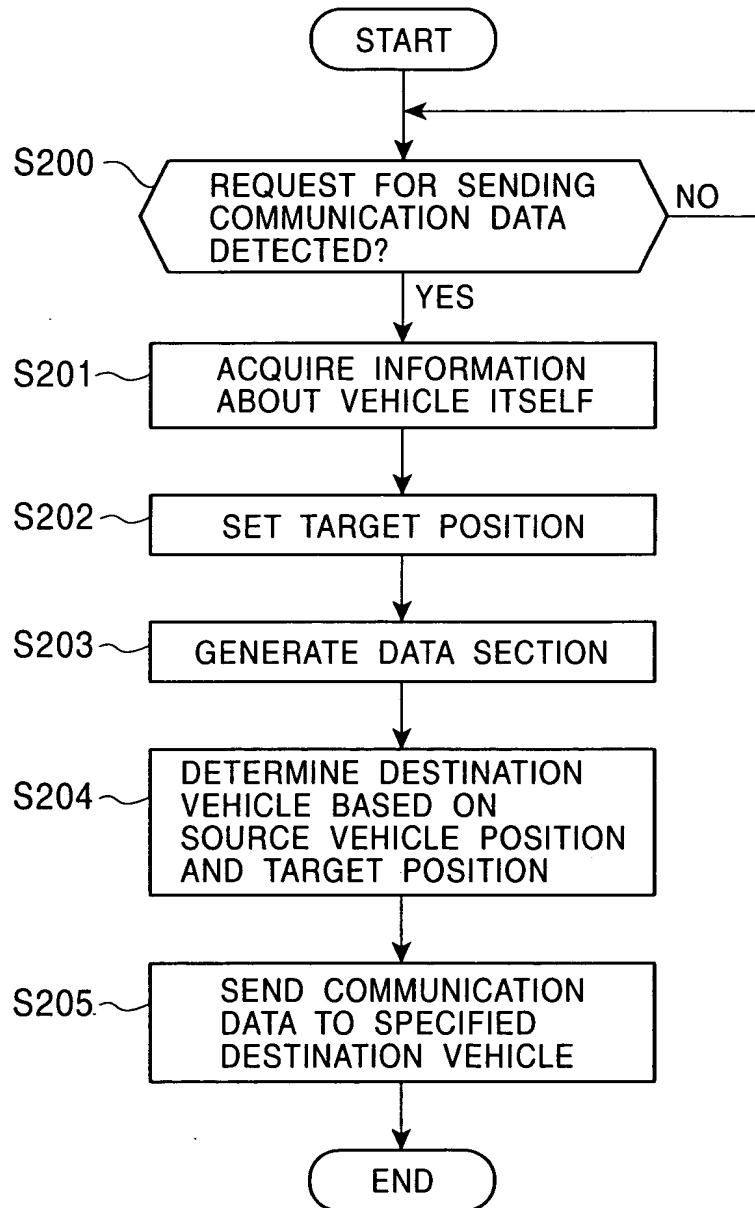 START
S200
REQUEST FOR SENDING
COMMUNICATION DATA
DETECTED?
NO
YES
S201
ACQUIRE INFORMATION
ABOUT VEHICLE ITSELF
S202
SET TARGET POSITION
S203
GENERATE DATA SECTION
S204
DETERMINE DESTINATION
VEHICLE BASED ON
SOURCE VEHICLE POSITION
AND TARGET POSITION
S205
SEND COMMUNICATION
DATA TO SPECIFIED
DESTINATION VEHICLE
END